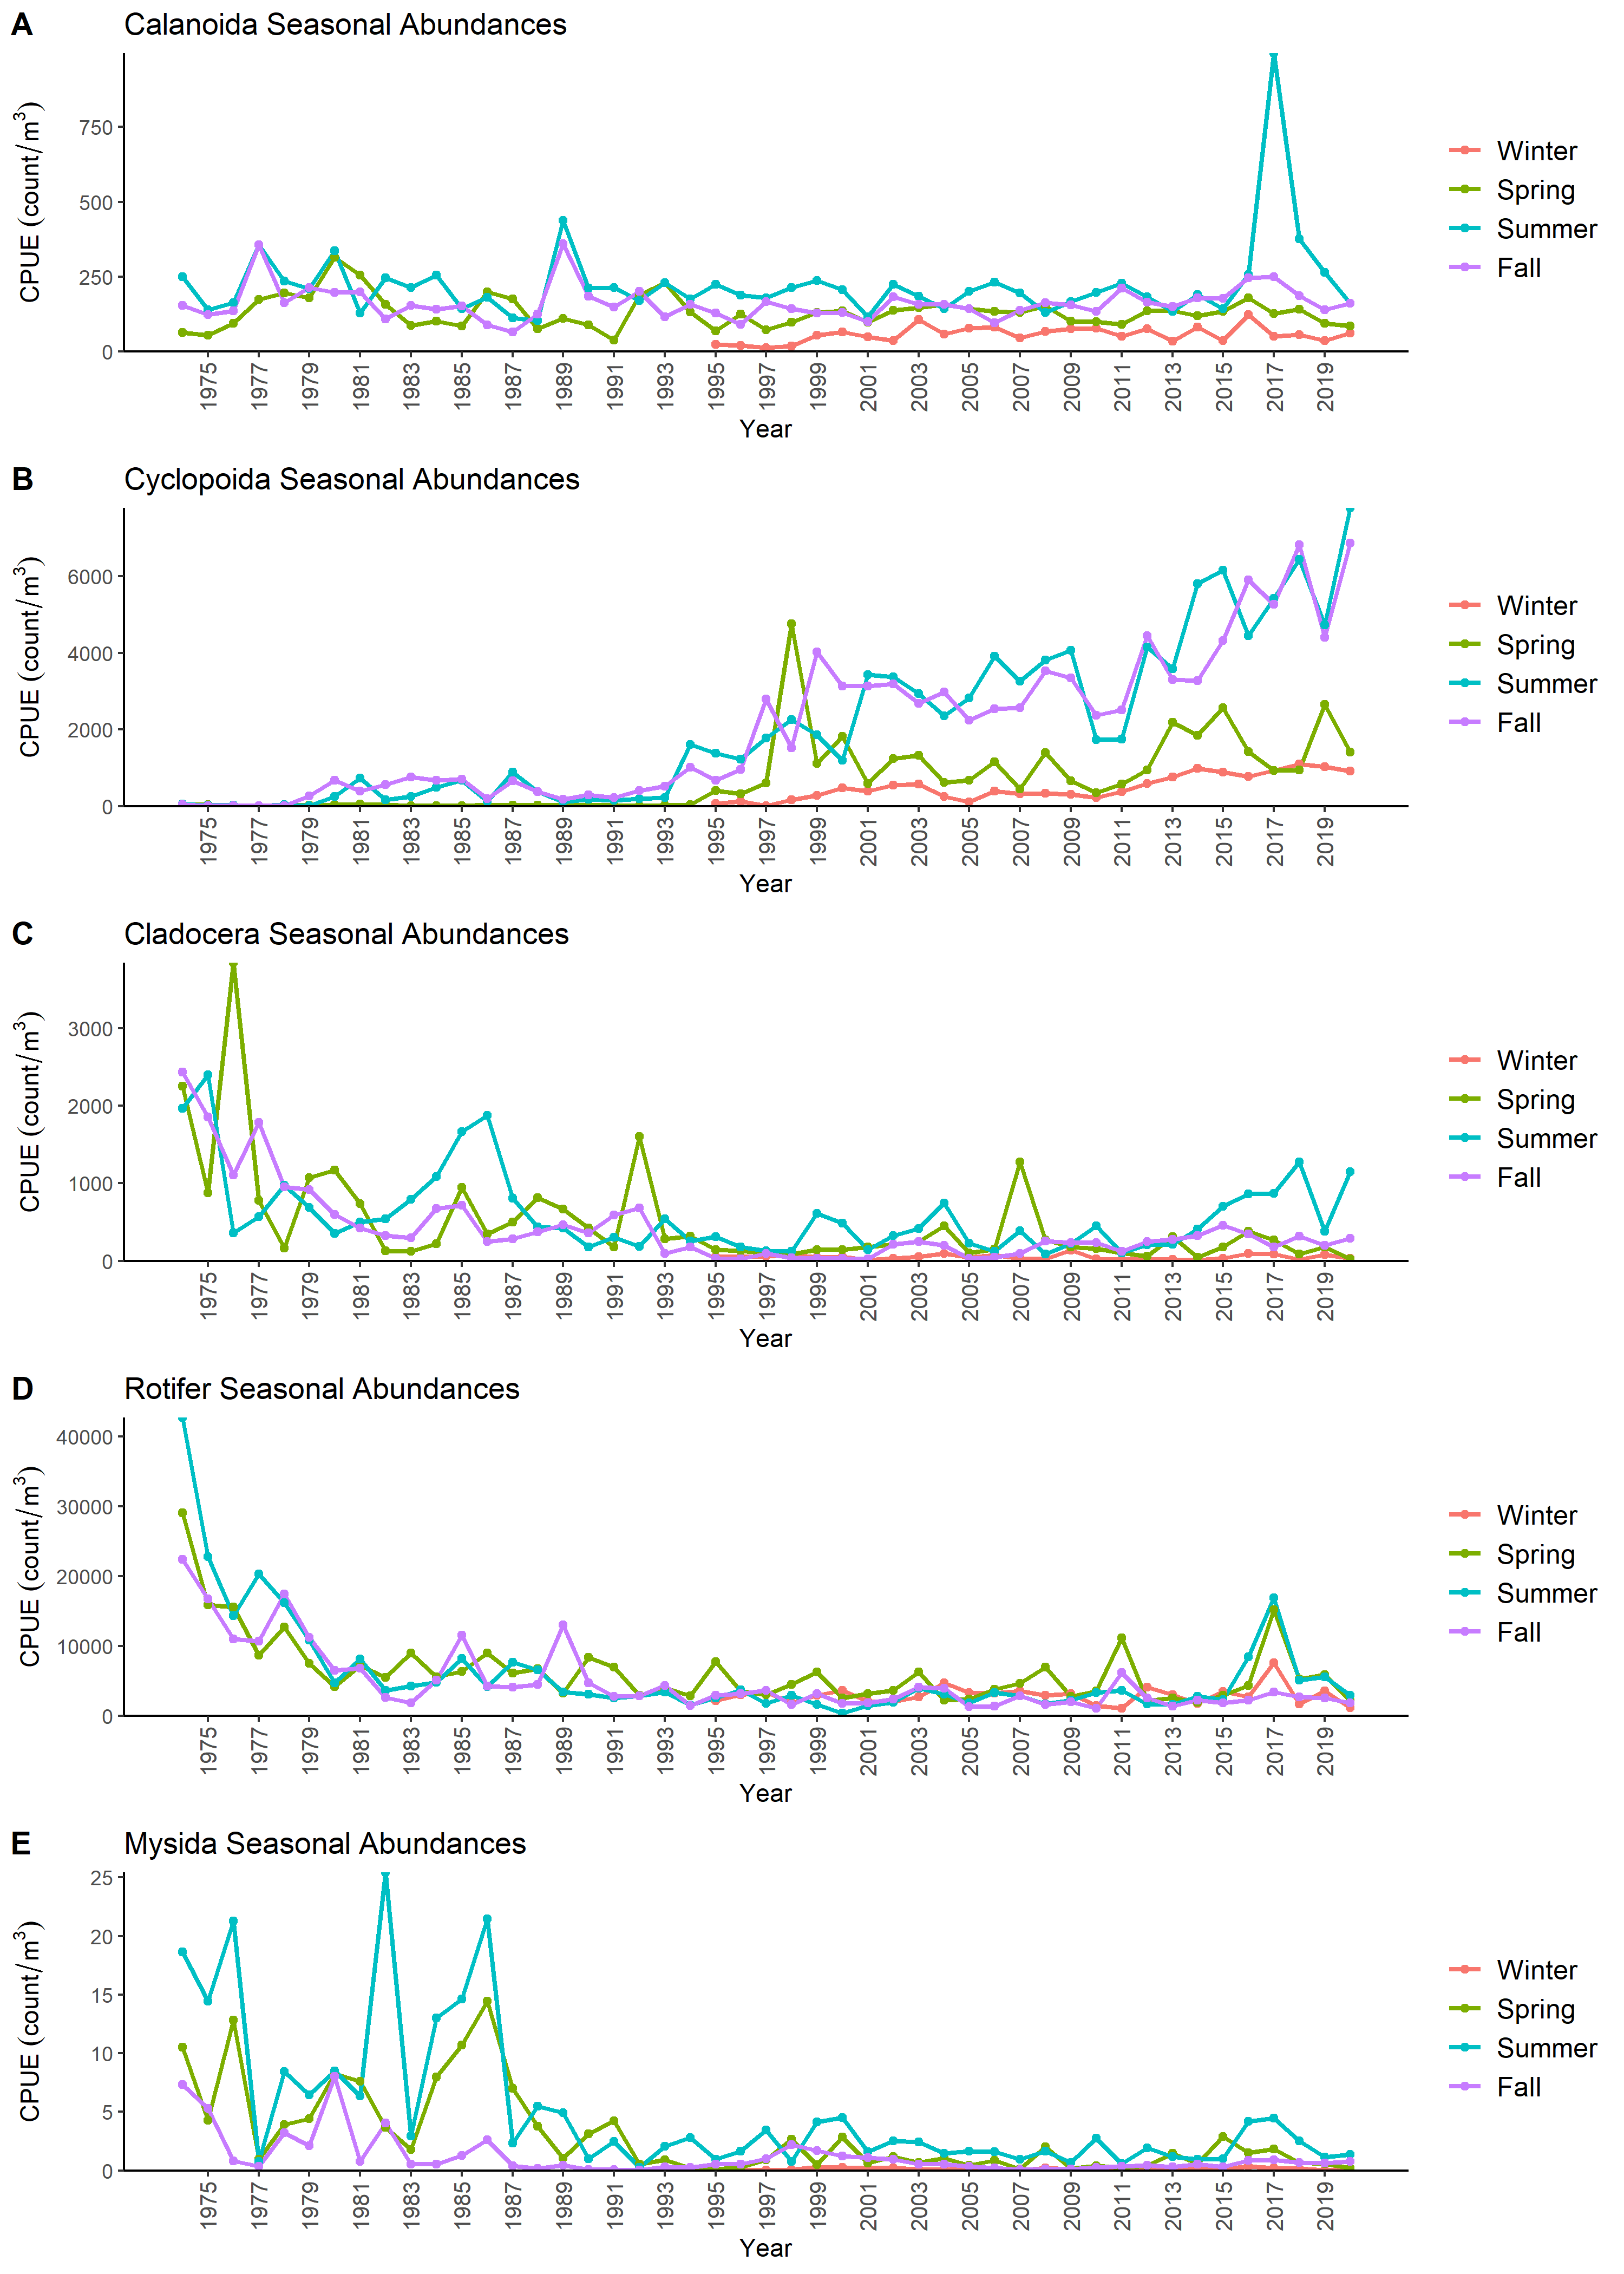 A Calanoida Seasonal Abundances
CPUE (count/m³)
750
500
250
0
1975 1977 1979 1981 1983 1985 1987 1989 1991 1993 1995 1997 1999 2001 2003 2005 2007 2009 2011 2013 2015 2017 2019
Year
Winter
Spring
Summer
Fall
B Cyclopoida Seasonal Abundances
CPUE (count/m³)
6000
4000
2000
0
1975 1977 1979 1981 1983 1985 1987 1989 1991 1993 1995 1997 1999 2001 2003 2005 2007 2009 2011 2013 2015 2017 2019
Year
Winter
Spring
Summer
Fall
C Cladocera Seasonal Abundances
CPUE (count/m³)
3000
2000
1000
0
1975 1977 1979 1981 1983 1985 1987 1989 1991 1993 1995 1997 1999 2001 2003 2005 2007 2009 2011 2013 2015 2017 2019
Year
Winter
Spring
Summer
Fall
D Rotifer Seasonal Abundances
CPUE (count/m³)
40000
30000
20000
10000
0
1975 1977 1979 1981 1983 1985 1987 1989 1991 1993 1995 1997 1999 2001 2003 2005 2007 2009 2011 2013 2015 2017 2019
Year
Winter
Spring
Summer
Fall
E Mysida Seasonal Abundances
CPUE (count/m³)
25
20
15
10
5
0
1975 1977 1979 1981 1983 1985 1987 1989 1991 1993 1995 1997 1999 2001 2003 2005 2007 2009 2011 2013 2015 2017 2019
Year
Winter
Spring
Summer
Fall